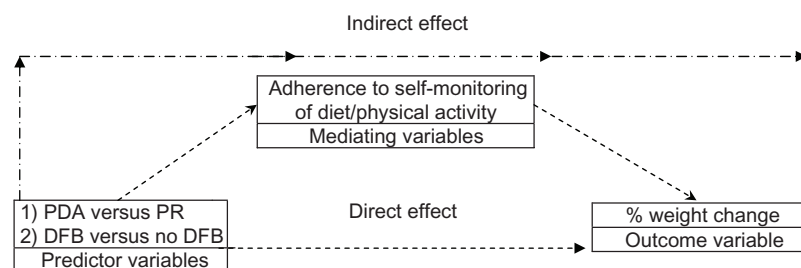 Indirect effect
Adherence to self-monitoring
of diet/physical activity
Mediating variables
1) PDA versus PR
2) DFB versus no DFB
Predictor variables
Direct effect
% weight change
Outcome variable